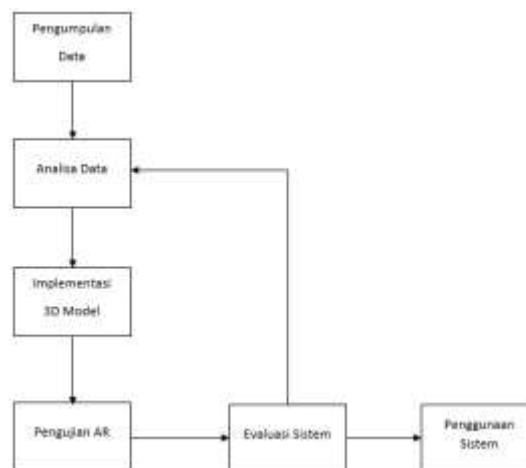 Pengumpulan
Data
Analisa Data
Implementasi
3D Model
Pengujian AR
Evaluasi Sistem
Penggunaan
Sistem